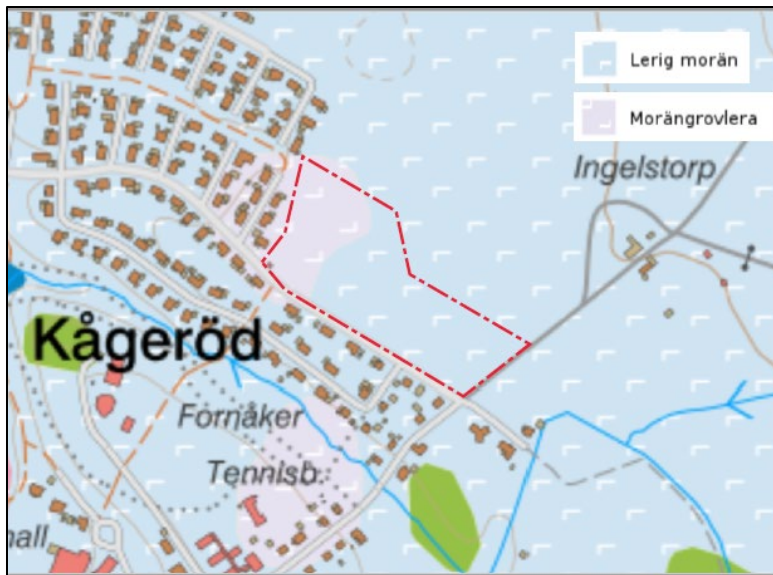 Lerig morän
Morängrovlera
Ingelstorp
Kågeröd
Fornåker
Tennisb.
hall